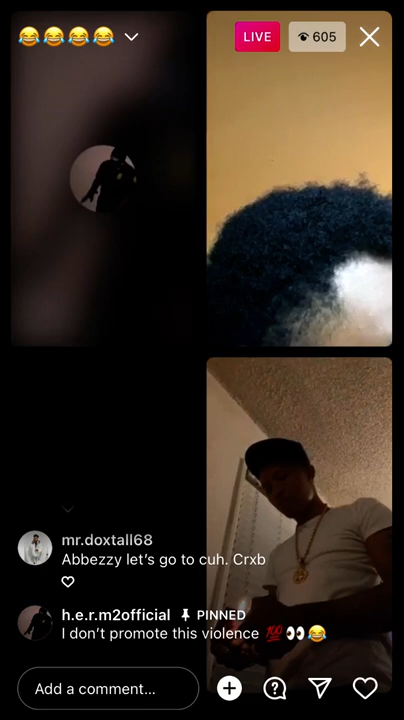 😂😂😂😂
LIVE
605
mr.doxtall68
Abbezzy let's go to cuh. Crxb
h.e.r.m2official PINNED
I don't promote this violence 💯👀😂
Add a comment...